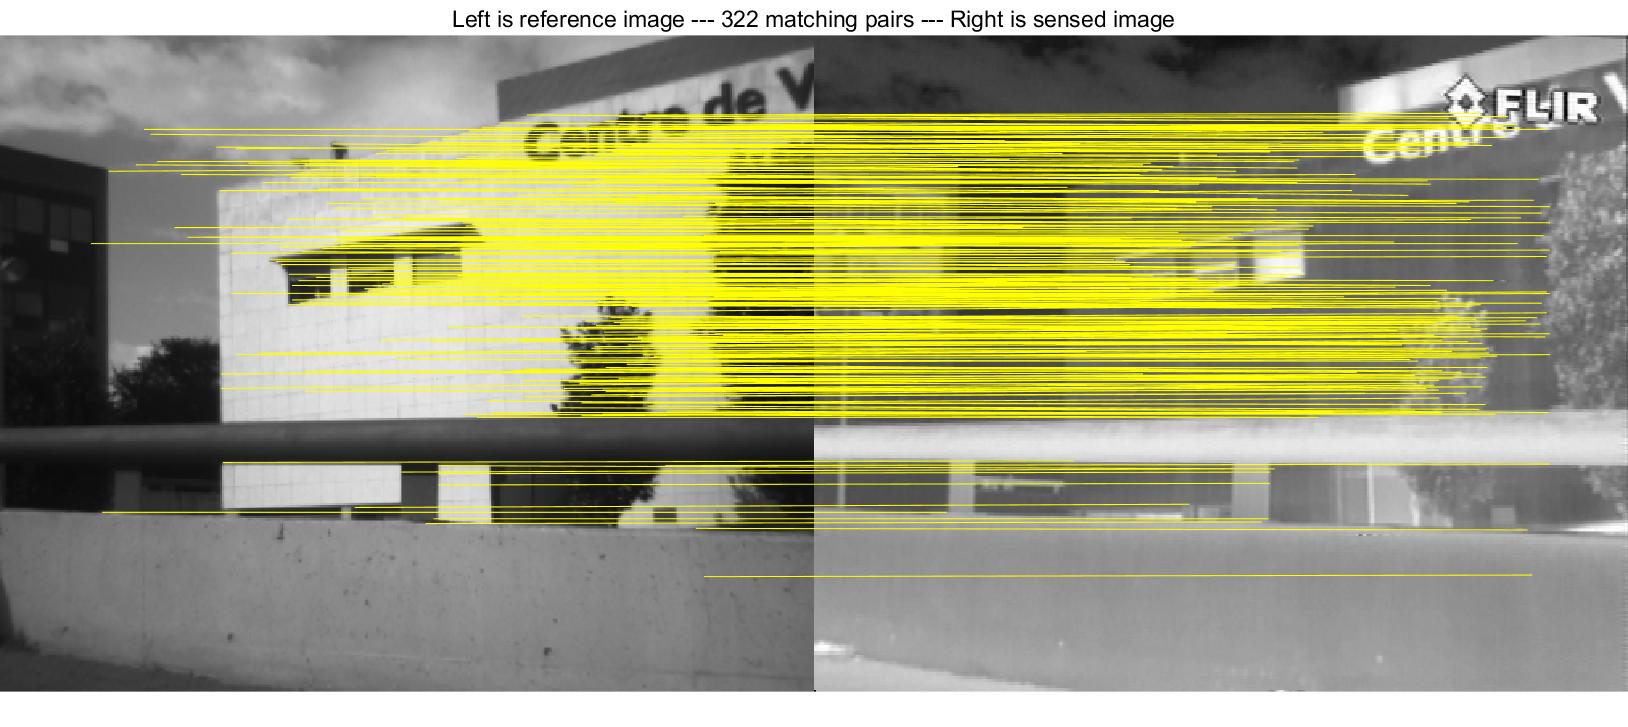 Left is reference image --- 322 matching pairs --- Right is sensed image
Centro de V
FLIR
Centro